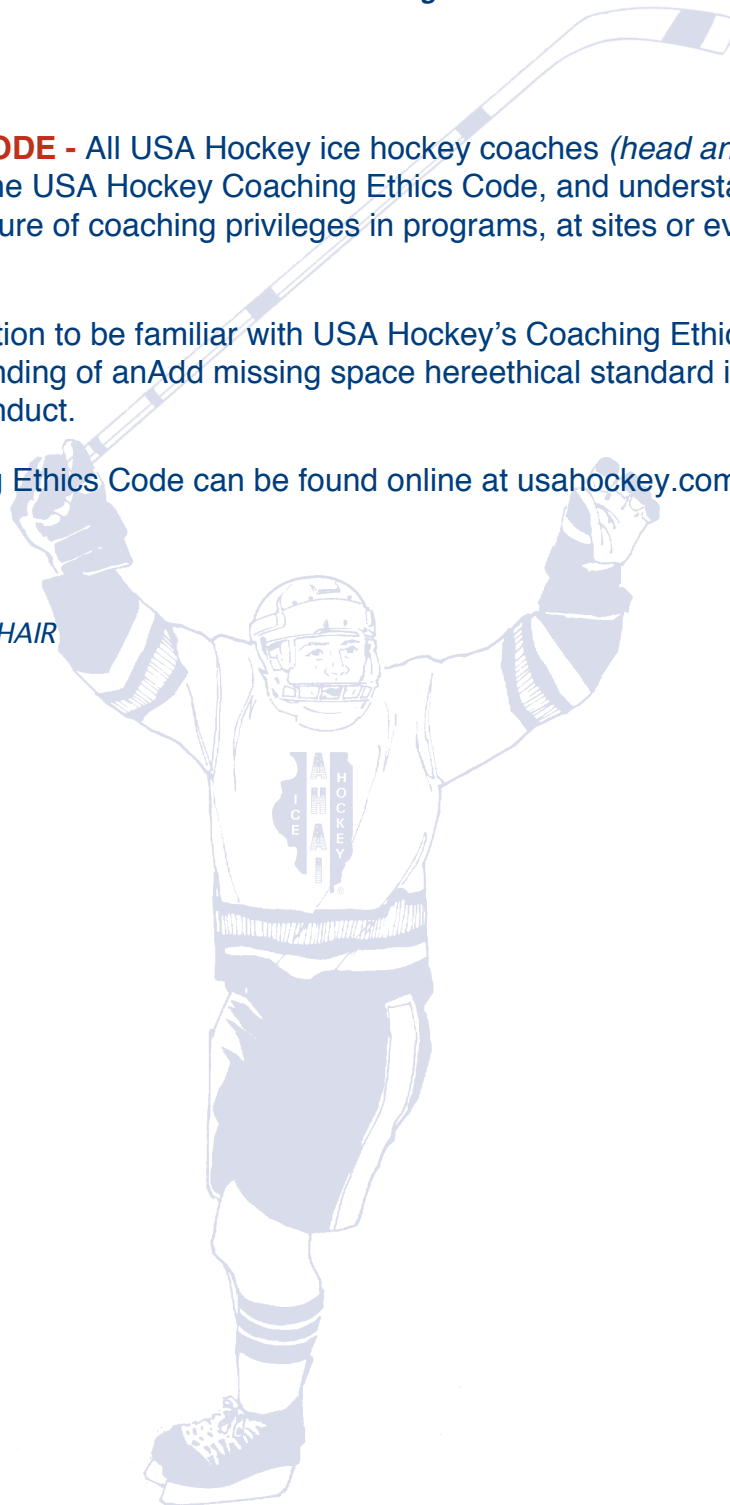 ODE - All USA Hockey ice hockey coaches (head an
ne USA Hockey Coaching Ethics Code, and understa
ure of coaching privileges in programs, at sites or ev
tion to be familiar with USA Hockey’s Coaching Ethic
nding of anAdd missing space hereethical standard i
nduct.
g Ethics Code can be found online at usahockey.com
HAIR
ICE
AHAI
HOCKEY
®